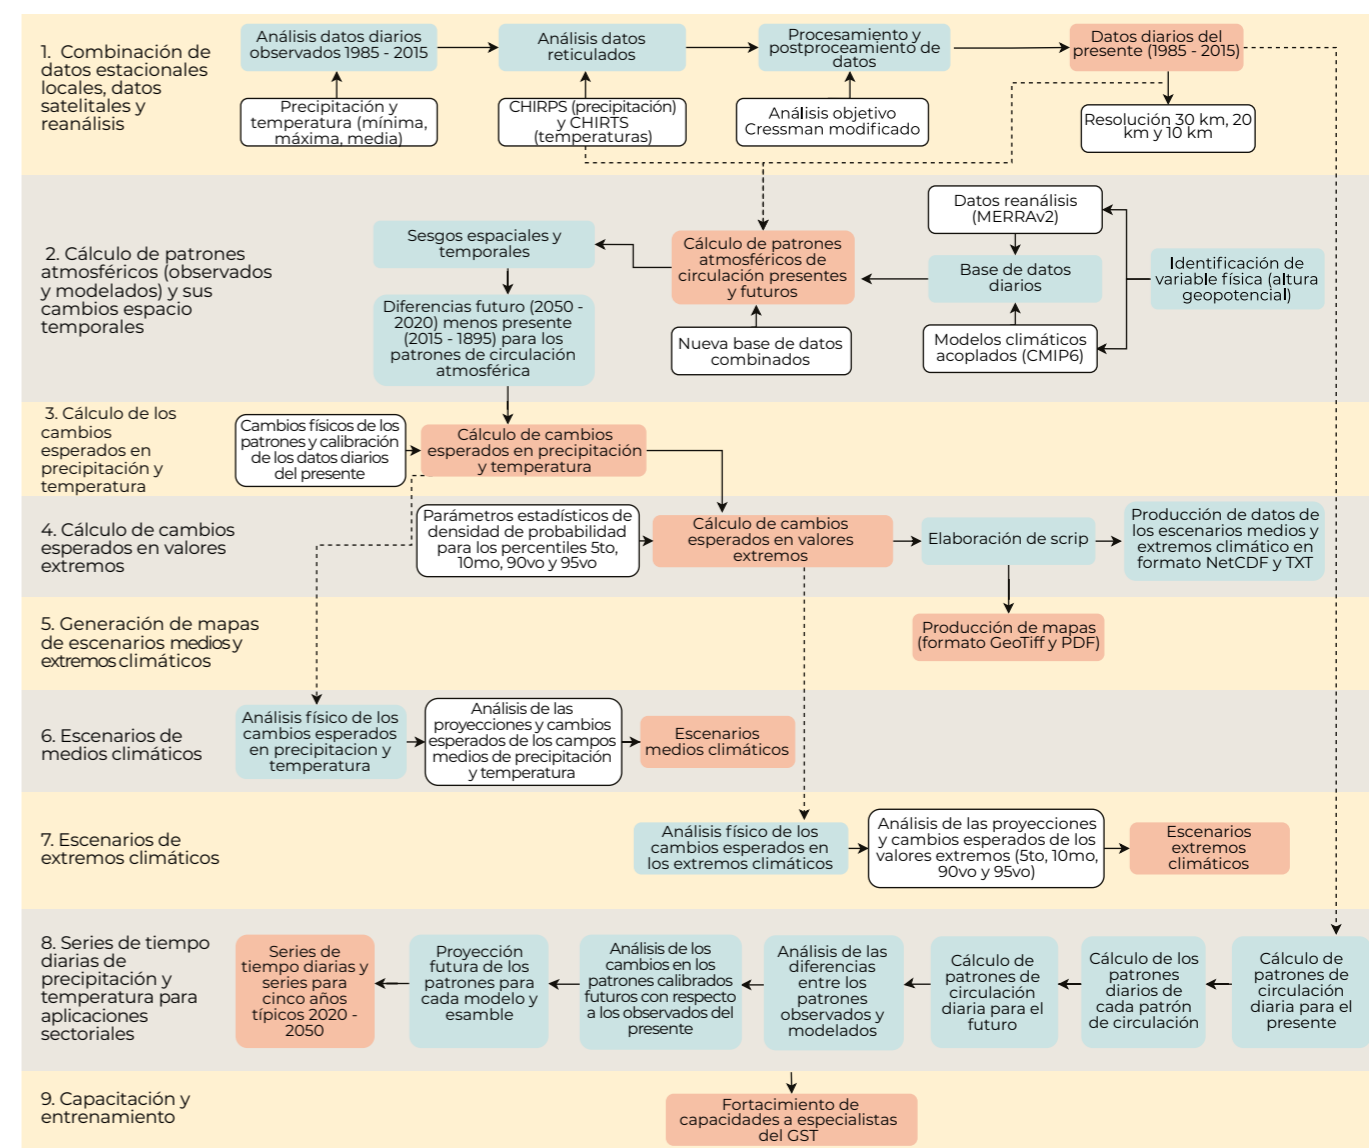 1. Combinación de
datos estacionales
locales, datos
satelitales y
reanálisis
Análisis datos diarios
observados 1985 - 2015
Análisis datos
reticulados
Procesamiento y
postproceamiento de
datos
Datos diarios del
presente (1985 - 2015)
Precipitación y
temperatura (mínima,
máxima, media)
CHIRPS (precipitación)
y CHIRTS
(temperaturas)
Análisis objetivo
Cressman modificado
Resolución 30 km, 20
km y 10 km
2. Cálculo de patrones
atmosféricos (observados
y modelados) y sus
cambios espacio
temporales
Sesgos espaciales y
temporales
Diferencias futuro (2050 -
2020) menos presente
(2015 - 1895) para los
patrones de circulación
atmosférica
Cálculo de patrones
atmosféricos de
circulación presentes
y futuros
Nueva base de datos
combinados
Datos reanálisis
(MERRAv2)
Base de datos
diarios
Modelos climáticos
acoplados (CMIP6)
Identificación de
variable física (altura
geopotencial)
3. Cálculo de los
cambios
esperados en
precipitación y
temperatura
Cambios físicos de los
patrones y calibración
de los datos diarios
del presente
Cálculo de cambios
esperados en precipitación
y temperatura
4. Cálculo de cambios
esperados en valores
extremos
Parámetros estadísticos de
densidad de probabilidad
para los percentiles 5to,
10mo, 90vo y 95vo
Cálculo de cambios
esperados en valores
extremos
Elaboración de scrip
Producción de datos de
los escenarios medios y
extremos climático en
formato NetCDF y TXT
5. Generación de mapas
de escenarios medios y
extremos climáticos
Producción de mapas
(formato GeoTiff y PDF)
6. Escenarios de
medios climáticos
Análisis físico de los
cambios esperados
en precipitacion y
temperatura
Análisis de las
proyecciones y cambios
esperados de los campos
medios de precipitación
y temperatura
Escenarios
medios climáticos
7. Escenarios de
extremos climáticos
Análisis físico de los
cambios esperados en
los extremos climáticos
Análisis de las proyecciones
y cambios esperados de los
valores extremos (5to, 10mo,
90vo y 95vo)
Escenarios
extremos
climáticos
8. Series de tiempo
diarias de
precipitación y
temperatura para
aplicaciones
sectoriales
Series de
tiempo diarias y
series para
cinco años
típicos 2020 -
2050
Proyección
futura de los
patrones para
cada modelo y
esamble
Análisis de los
cambios en los
patrones calibrados
futuros con respecto
a los observados del
presente
Análisis de las
diferencias
entre los
patrones
observados y
modelados
Cálculo de
patrones de
circulación
diaria para el
futuro
Cálculo de los
patrones
diarios de
cada patrón
de circulación
Cálculo de
patrones de
circulación
diaria para el
presente
9. Capacitación y
entrenamiento
Fortacimiento de
capacidades a especialistas
del GST